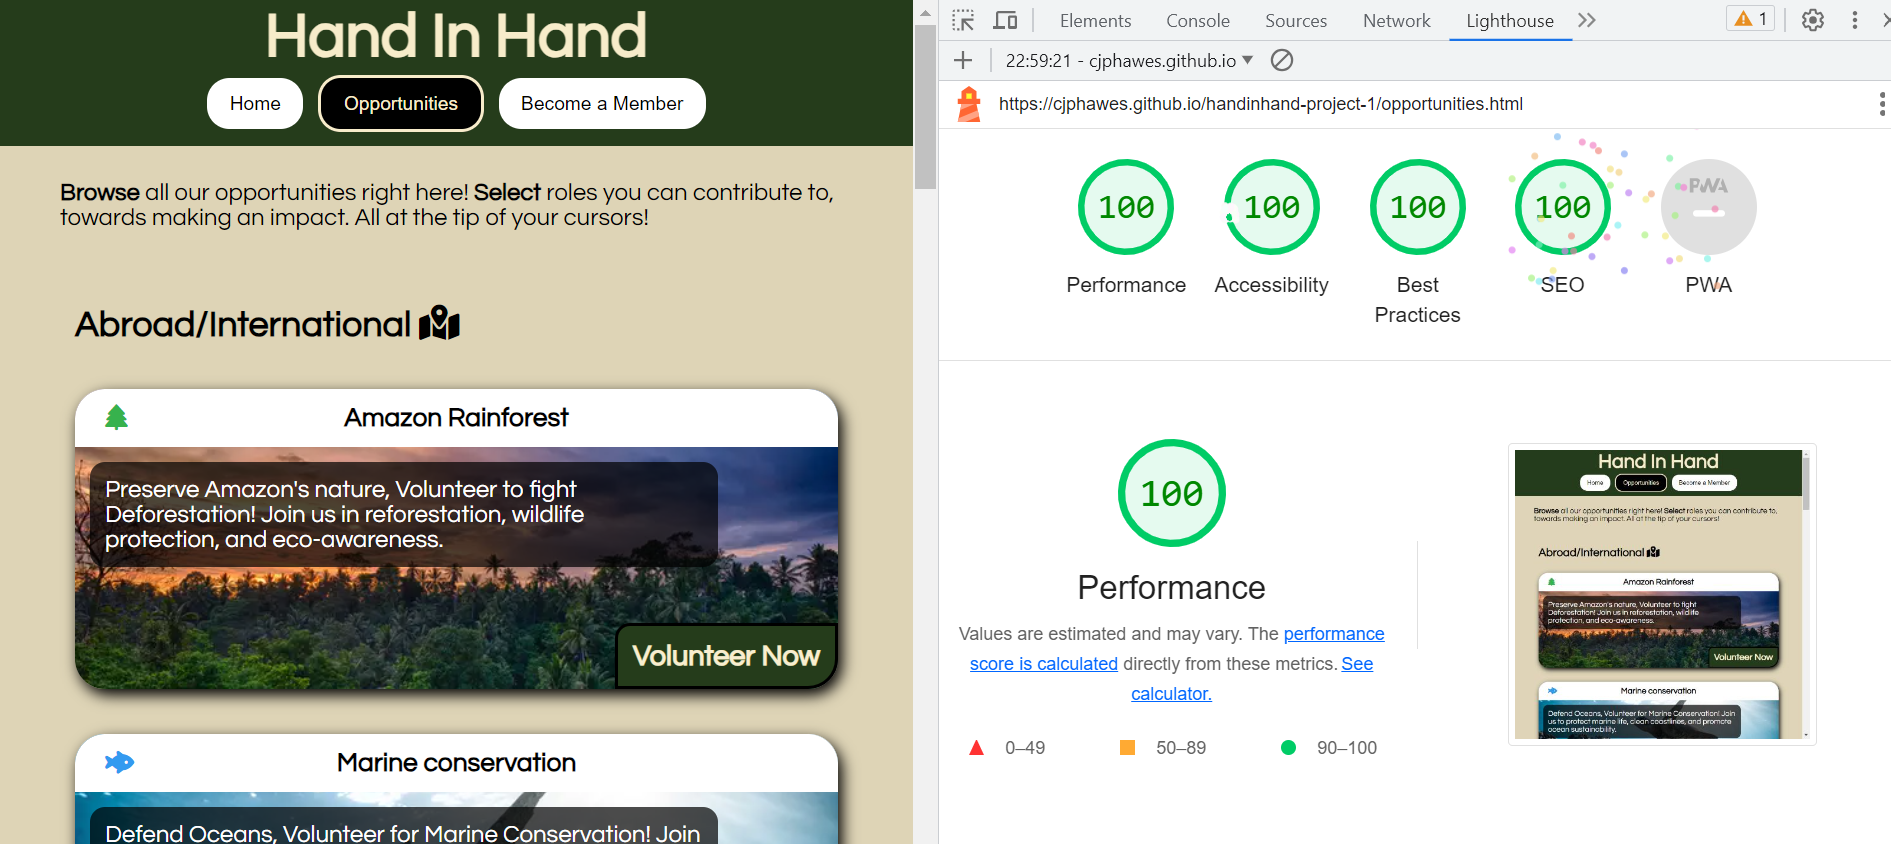 Hand In Hand
Home
Opportunities
Become a Member
Browse all our opportunities right here! Select roles you can contribute to,
towards making an impact. All at the tip of your cursors!
Abroad/International
Amazon Rainforest
Preserve Amazon's nature, Volunteer to fight
Deforestation! Join us in reforestation, wildlife
protection, and eco-awareness.
Volunteer Now
Marine conservation
Defend Oceans, Volunteer for Marine Conservation! Join
Elements
Console
Sources
Network
Lighthouse
1
22:59:21 - cjphawes.github.io
https://cjphawes.github.io/handinhand-project-1/opportunities.html
100
100
100
100
PWA
Performance
Accessibility
Best
Practices
SEO
PWA
100
Performance
Values are estimated and may vary. The performance
score is calculated directly from these metrics. See
calculator.
0–49
50–89
90–100
Hand In Hand
Home
Opportunities
Become a Member
Browse all our opportunities right here! Select roles you can contribute to,
towards making an impact. All at the tip of your cursors!
Abroad/International
Amazon Rainforest
Preserve Amazon's nature, Volunteer to fight
Deforestation! Join us in reforestation, wildlife
protection, and eco-awareness.
Volunteer Now
Marine conservation
Defend Oceans, Volunteer for Marine Conservation! Join
us to protect marine life, clean coastlines, and promote
ocean sustainability.